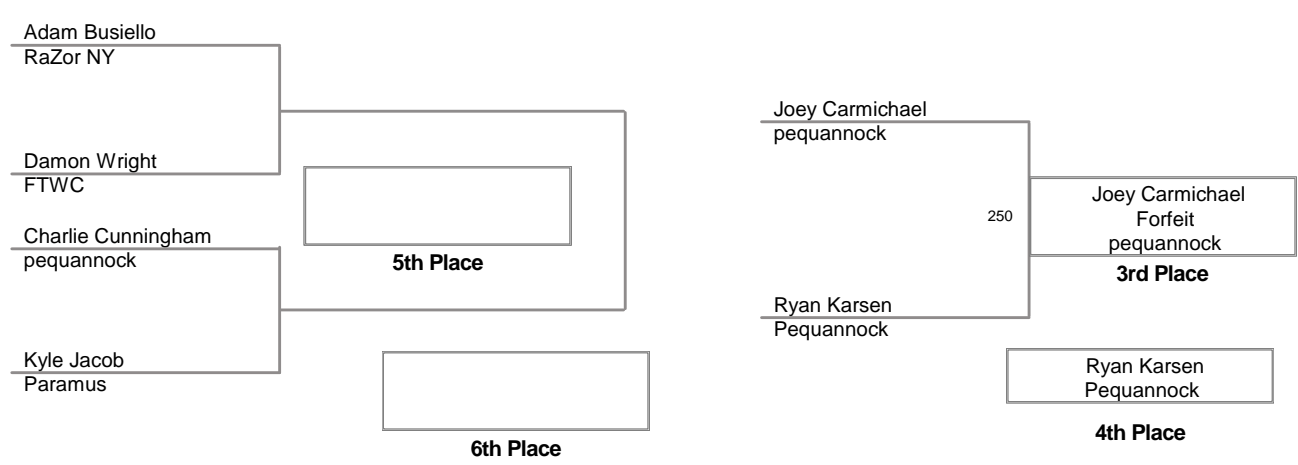 Adam Busiello
RaZor NY
Damon Wright
FTWC
Charlie Cunningham
pequannock
5th Place
Kyle Jacob
Paramus
6th Place
Joey Carmichael
pequannock
250
Joey Carmichael
Forfeit
pequannock
3rd Place
Ryan Karsen
Pequannock
Ryan Karsen
Pequannock
4th Place